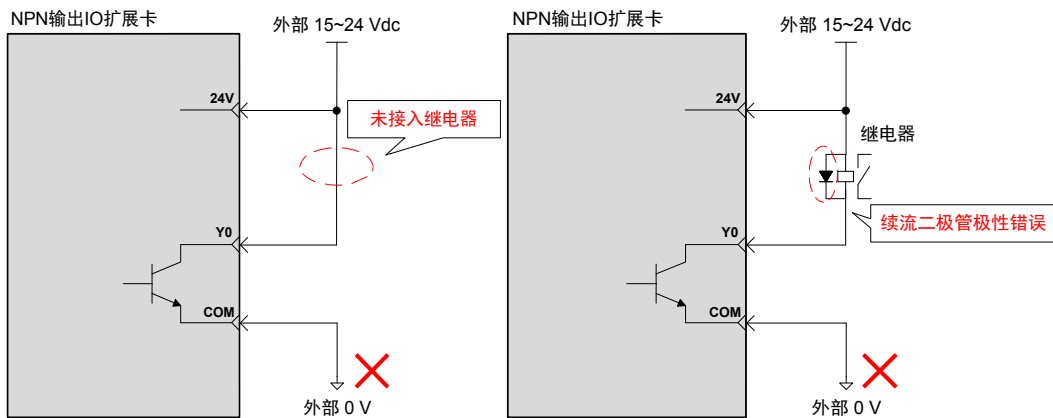 NPN输出IO扩展卡
外部 15~24 Vdc
24V
未接入继电器
Y0
COM
外部 0 V
NPN输出IO扩展卡
外部 15~24 Vdc
24V
继电器
续流二极管极性错误
Y0
COM
外部 0 V